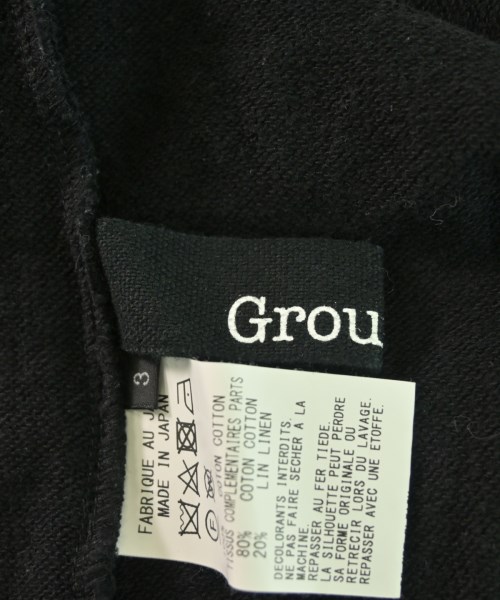 Grou
3
FABRIQUE AU JA
MADE IN JAPAN
COTON COTTON
TISSUS COMPLEMENTAIRES PARTS
80% COTON COTTON
20% LIN LINEN
DECOLORANTS INTERDITS.
NE PAS FAIRE SECHER A LA
MACHINE.
REPASSER AU FER TIEDE.
LA SILHOUETTE PEUT PERDRE
SA FORME ORIGINALE OU
RETRECIR LORS DU LAVAGE.
REPASSER AVEC UNE ETOFFE.